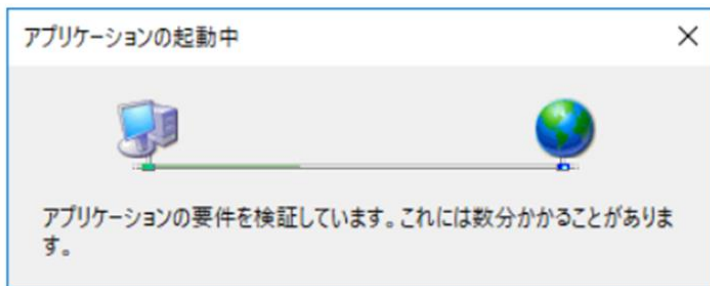 アプリケーションの起動中
アプリケーションの要件を検証しています。これには数分かかることがありま
す。